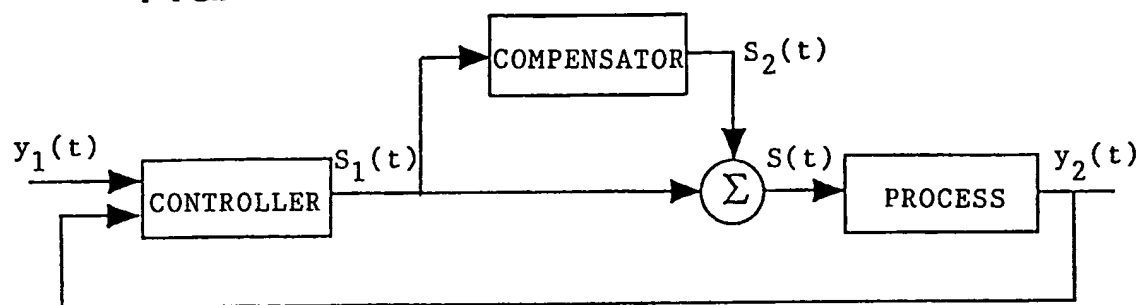 COMPENSATOR
S₂(t)
y₁(t)
S₁(t)
S(t)
y₂(t)
CONTROLLER
Σ
PROCESS